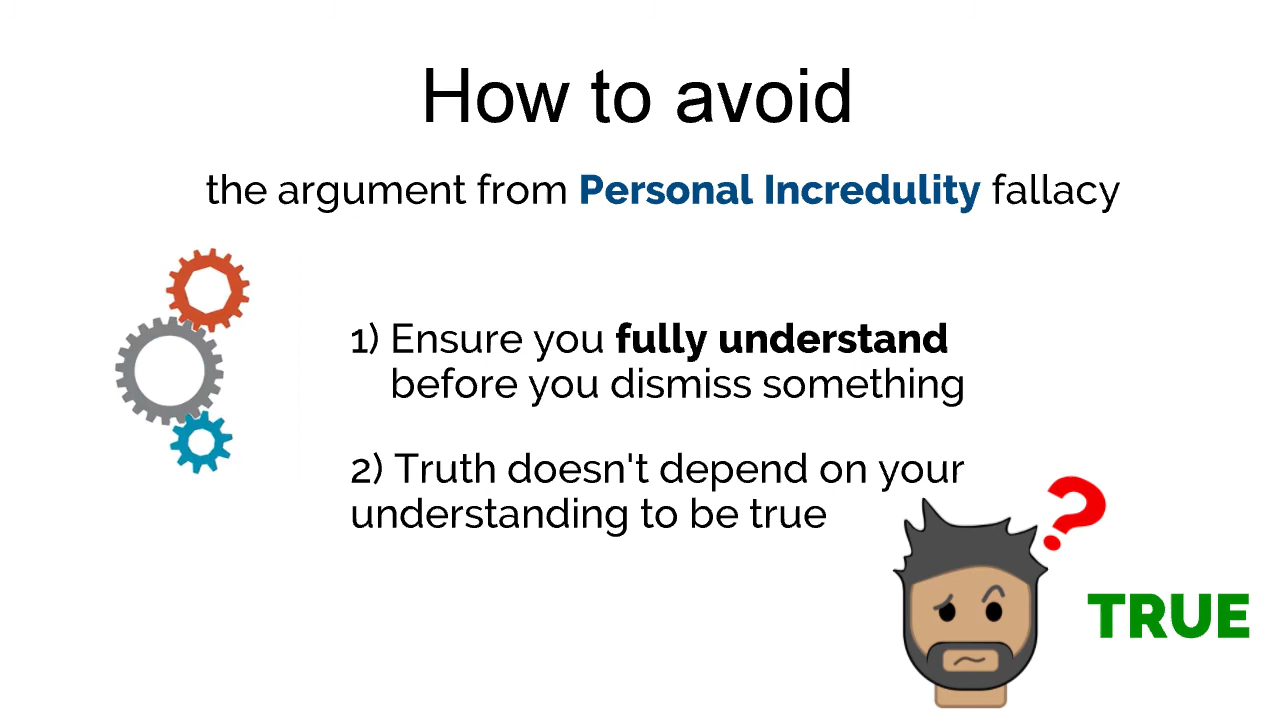 How to avoid
the argument from Personal Incredulity fallacy
1) Ensure you fully understand
before you dismiss something
2) Truth doesn't depend on your
understanding to be true
?
TRUE